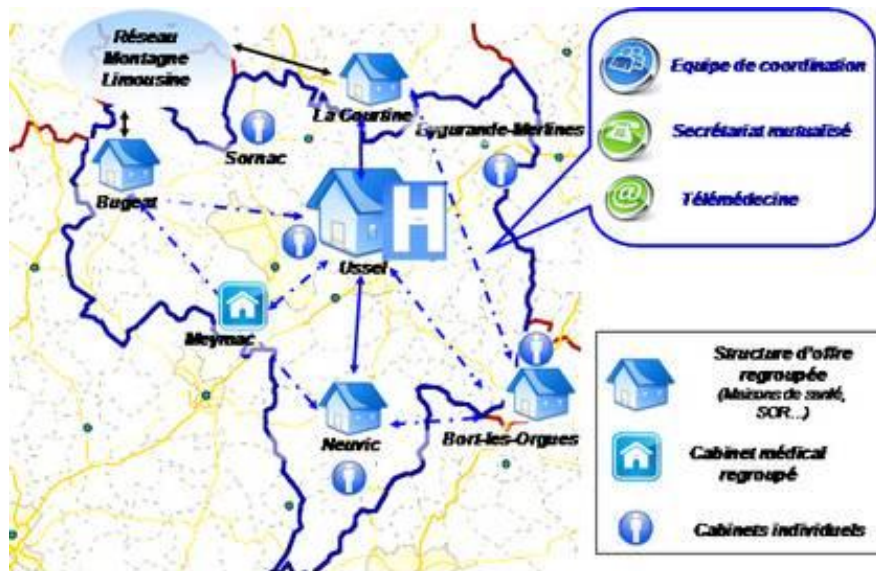 Réseau
Montagne
Limousine
La Courtine
Sornac
Eygurande-Merlines
Bugeat
H
Ussel
Meymac
Neuvic
Bort-les-Orgues
Equipe de coordination
Secrétariat mutualisé
@
Télémédecine
Structure d'offre
regroupée
(Maisons de santé,
SOR...)
Cabinet médical
regroupé
Cabinets individuels